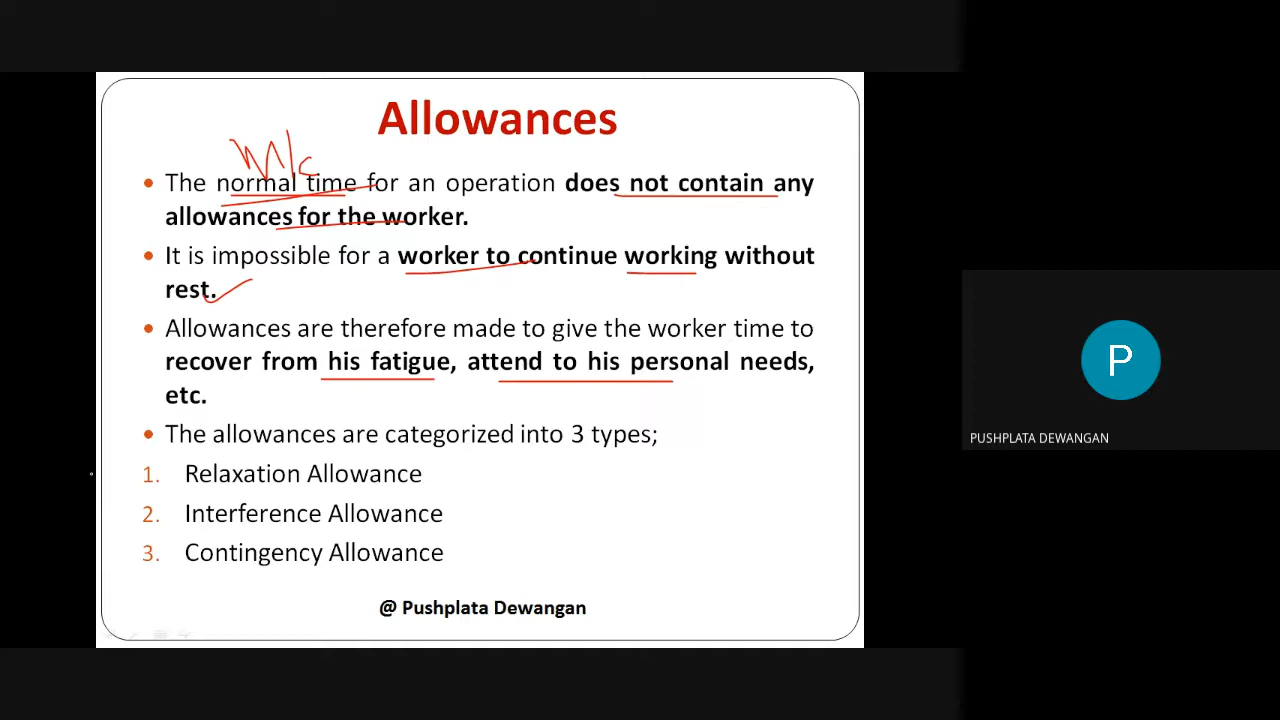 Allowances
M/c
• The normal time for an operation does not contain any
allowances for the worker.
• It is impossible for a worker to continue working without
rest.
• Allowances are therefore made to give the worker time to
recover from his fatigue, attend to his personal needs,
etc.
• The allowances are categorized into 3 types;
1. Relaxation Allowance
2. Interference Allowance
3. Contingency Allowance
@ Pushplata Dewangan
P
PUSHPLATA DEWANGAN